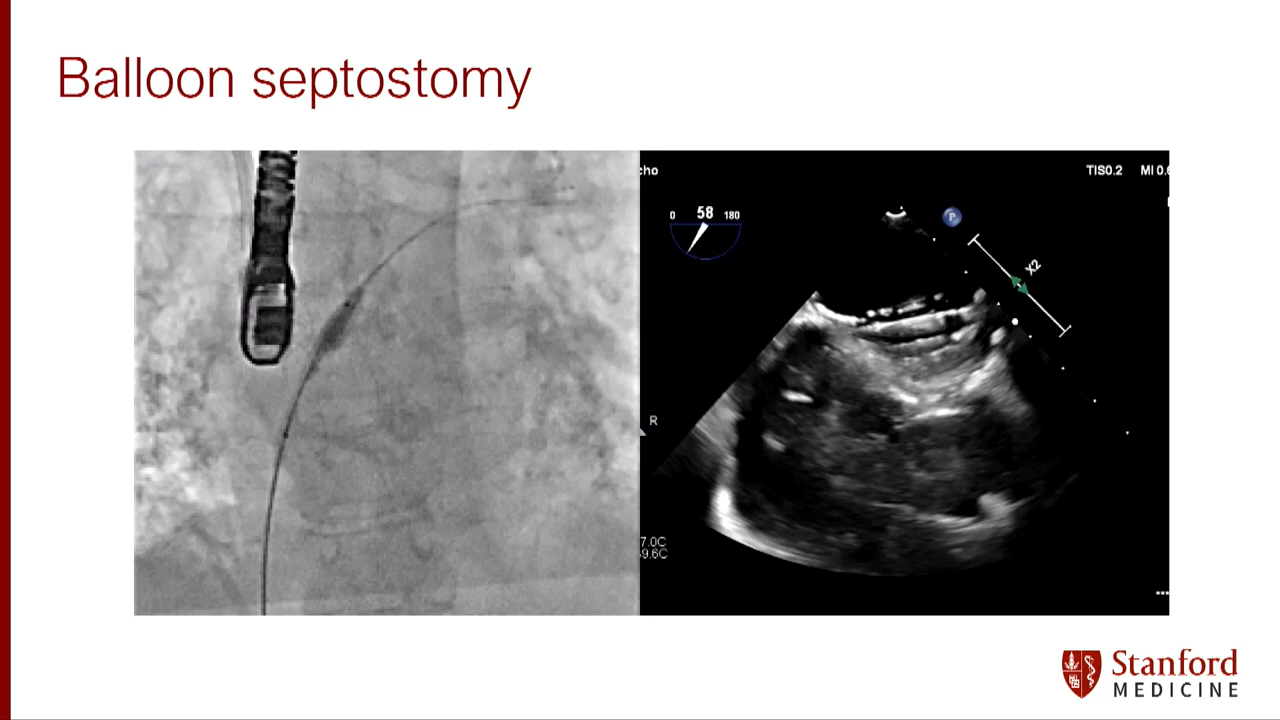 Balloon septostomy
cho
TIS0.2 MI 0.6
0 58 180
P
X2
R
7.0C
9.6C
Stanford
MEDICINE